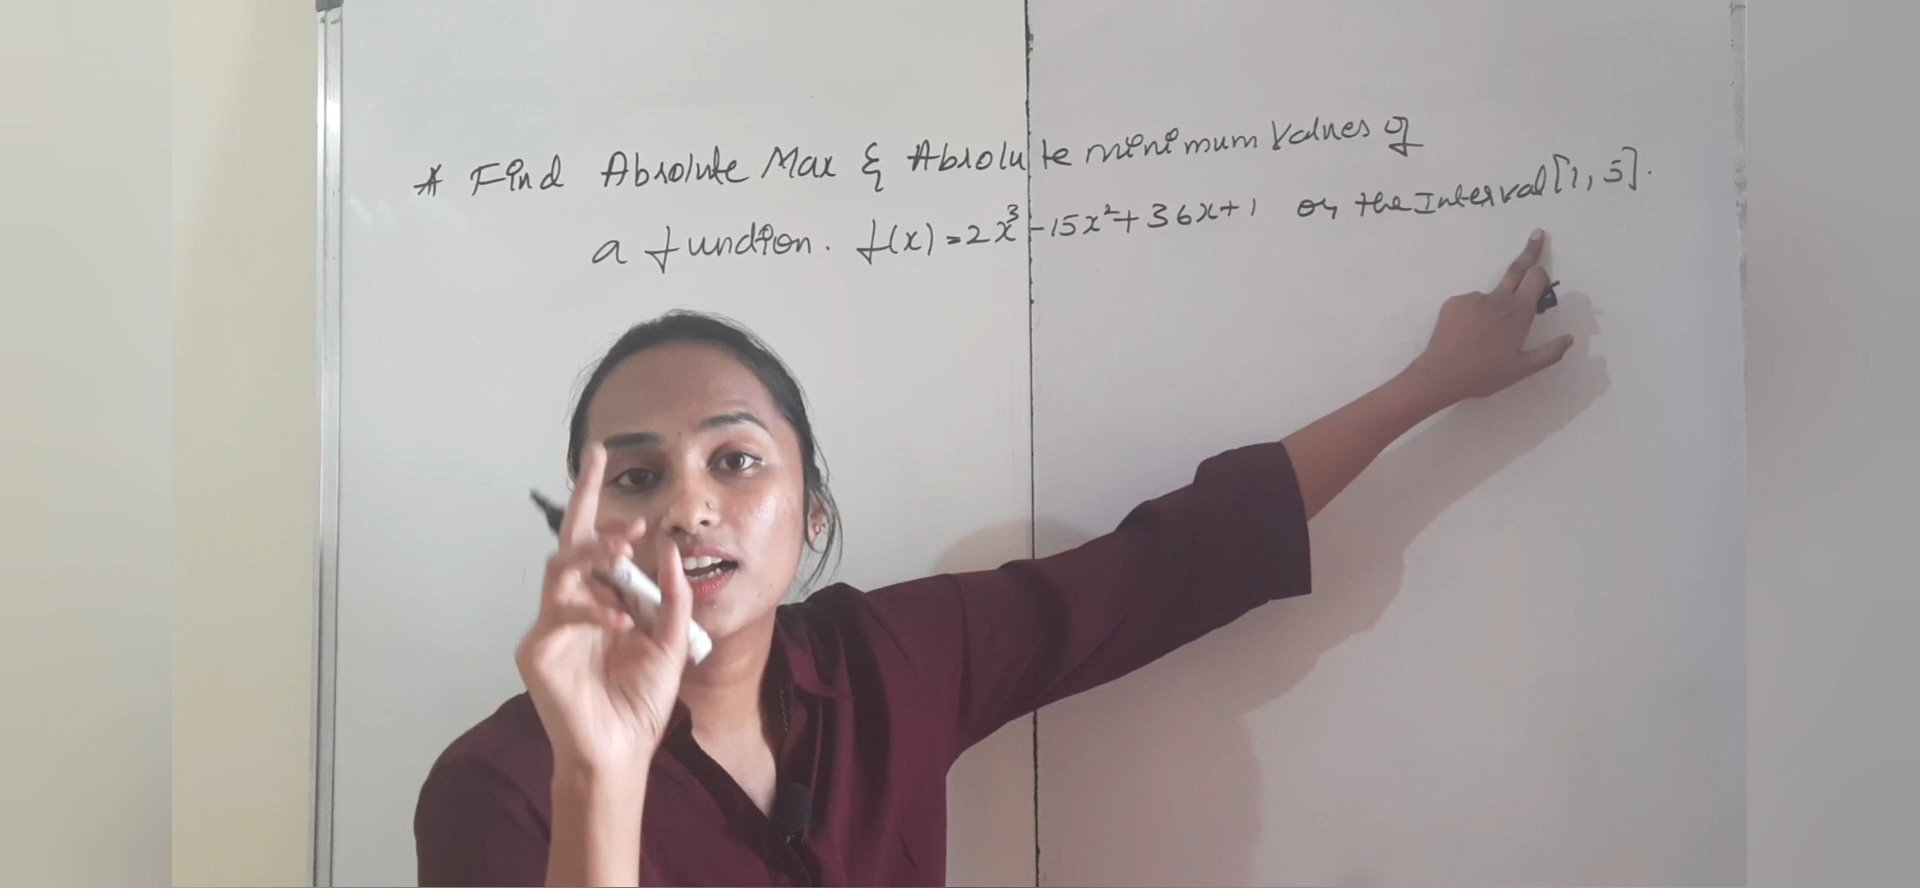 * Find Absolute Max & Absolute minimum values of
a function. f(x) = 2x³-15x²+36x+1 on the Interval [1, 5].